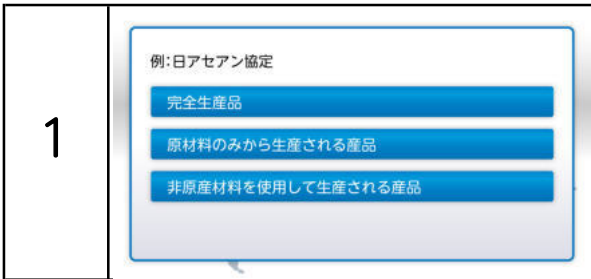 1
例:日アセアン協定
完全生産品
原材料のみから生産される産品
非原産材料を使用して生産される産品